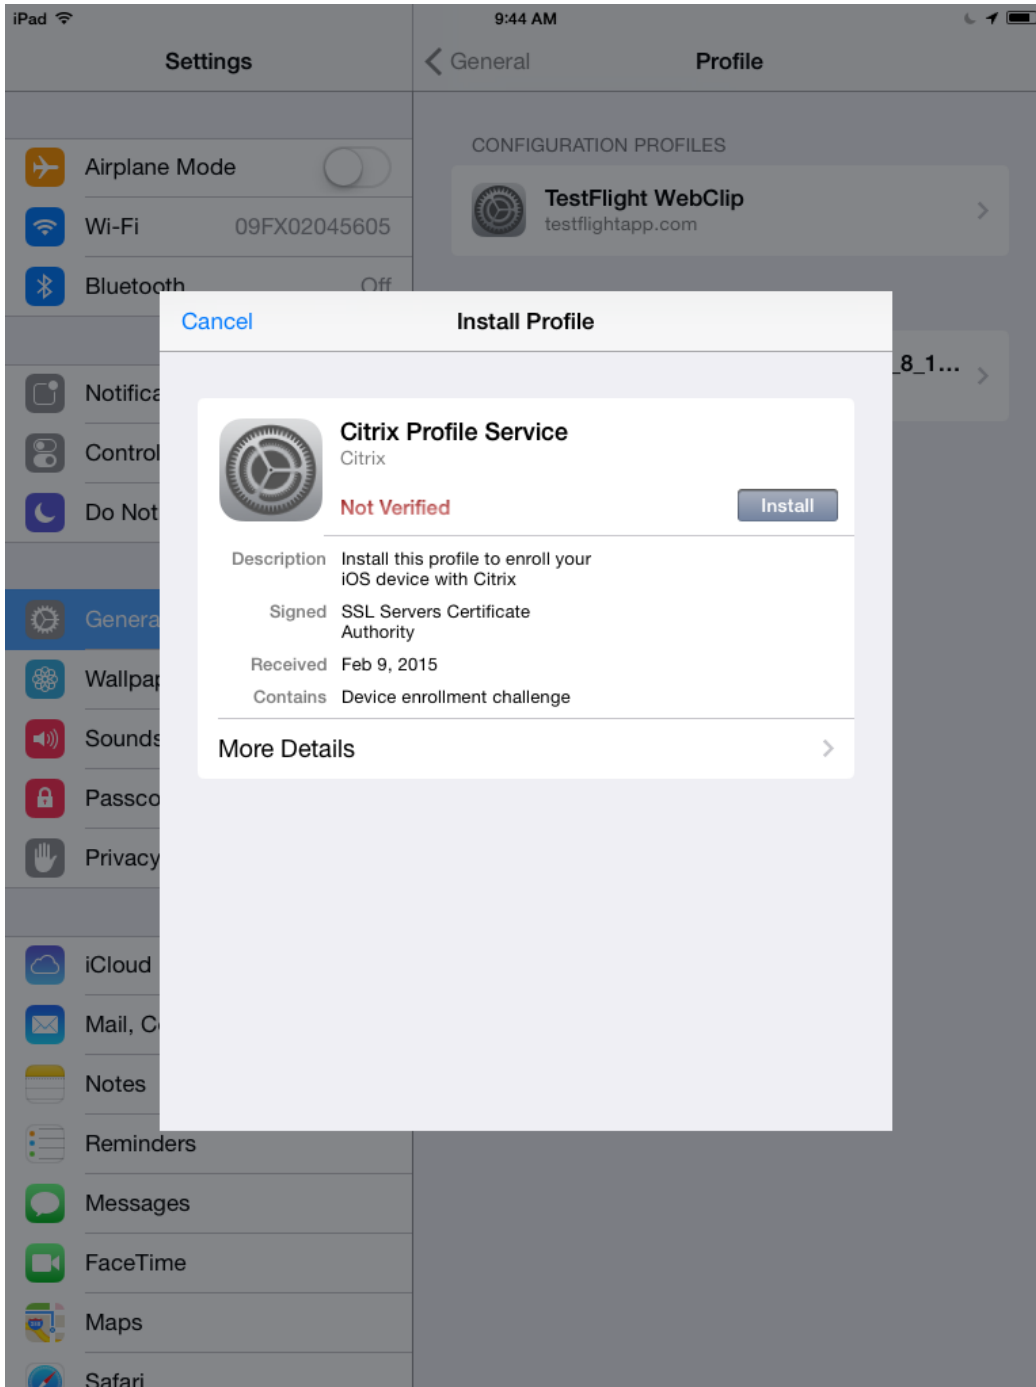 iPad 9:44 AM
Settings
General Profile
Airplane Mode
Wi-Fi 09FX02045605
Bluetooth Off
CONFIGURATION PROFILES
TestFlight WebClip
testflightapp.com
_8_1...
Cancel Install Profile
Citrix Profile Service
Citrix
Not Verified Install
Description Install this profile to enroll your
iOS device with Citrix
Signed SSL Servers Certificate
Authority
Received Feb 9, 2015
Contains Device enrollment challenge
More Details
Notifica
Control
Do Not
Genera
Wallpap
Sounds
Passco
Privacy
iCloud
Mail, C
Notes
Reminders
Messages
FaceTime
Maps
Safari